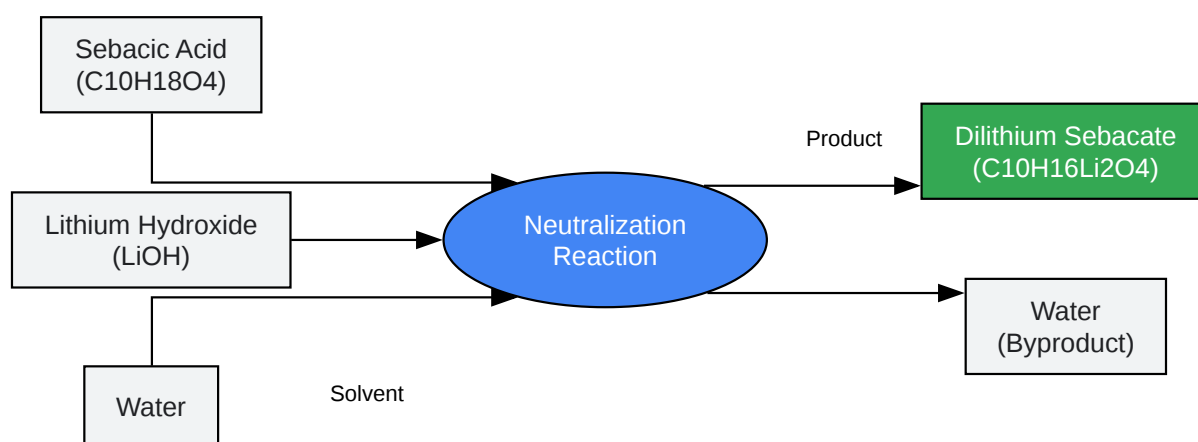 Sebacic Acid
(C10H18O4)
Lithium Hydroxide
(LiOH)
Water
Solvent
Neutralization
Reaction
Product
Dilithium Sebacate
(C10H16Li2O4)
Water
(Byproduct)